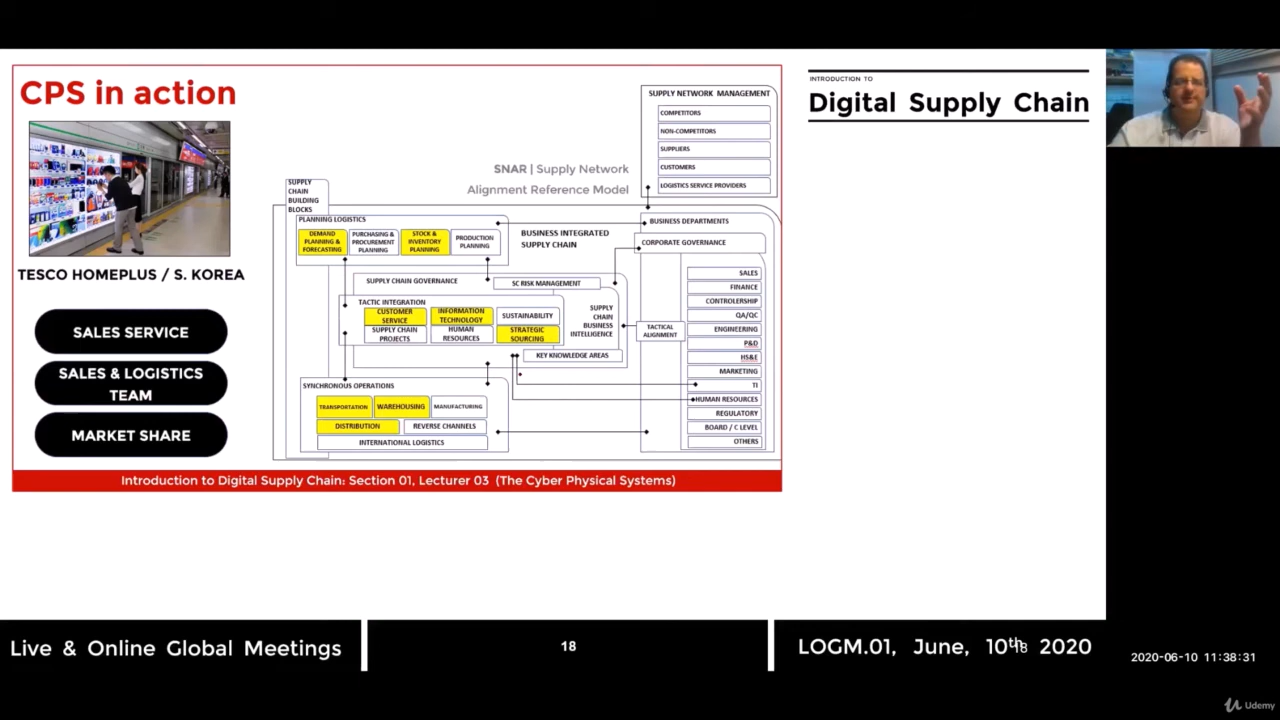 CPS in action
TESCO HOMEPLUS / S. KOREA
SALES SERVICE
SALES & LOGISTICS
TEAM
MARKET SHARE
SNAR | Supply Network
Alignment Reference Model
SUPPLY NETWORK MANAGEMENT
COMPETITORS
NON-COMPETITORS
SUPPLIERS
CUSTOMERS
LOGISTICS SERVICE PROVIDERS
SUPPLY
CHAIN
BUILDING
BLOCKS
PLANNING LOGISTICS
DEMAND
PLANNING &
FORECASTING
PURCHASING &
PROCUREMENT
PLANNING
STOCK &
INVENTORY
PLANNING
PRODUCTION
PLANNING
BUSINESS INTEGRATED
SUPPLY CHAIN
BUSINESS DEPARTMENTS
CORPORATE GOVERNANCE
SUPPLY CHAIN GOVERNANCE
SC RISK MANAGEMENT
TACTIC INTEGRATION
CUSTOMER
SERVICE
INFORMATION
TECHNOLOGY
SUSTAINABILITY
SUPPLY CHAIN
PROJECTS
HUMAN
RESOURCES
STRATEGIC
SOURCING
SUPPLY
CHAIN
BUSINESS
INTELLIGENCE
KEY KNOWLEDGE AREAS
TACTICAL
ALIGNMENT
SALES
FINANCE
CONTROLERSHIP
QA/QC
ENGINEERING
P&D
HS&E
MARKETING
TI
HUMAN RESOURCES
REGULATORY
BOARD / C LEVEL
OTHERS
SYNCHRONOUS OPERATIONS
TRANSPORTATION
WAREHOUSING
MANUFACTURING
DISTRIBUTION
REVERSE CHANNELS
INTERNATIONAL LOGISTICS
Introduction to Digital Supply Chain: Section 01, Lecturer 03 (The Cyber Physical Systems)
INTRODUCTION TO
Digital Supply Chain
Live & Online Global Meetings
18
LOGM.01, June, 10th 2020
18
2020-06-10 11:38:31
Udemy